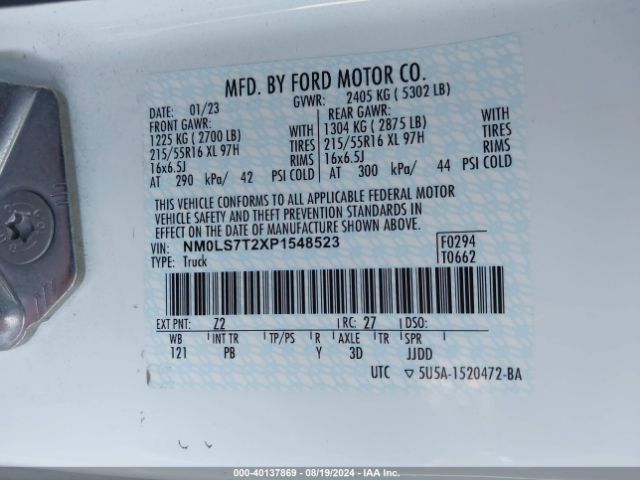 MFD. BY FORD MOTOR CO.
DATE: 01/23 GVWR: 2405 KG ( 5302 LB)
FRONT GAWR: WITH REAR GAWR: WITH
1225 KG ( 2700 LB) TIRES 1304 KG ( 2875 LB) TIRES
215/55R16 XL 97H RIMS 215/55R16 XL 97H RIMS
16x6.5J 16x6.5J
AT 290 kPa/ 42 PSI COLD AT 300 kPa/ 44 PSI COLD
THIS VEHICLE CONFORMS TO ALL APPLICABLE FEDERAL MOTOR
VEHICLE SAFETY AND THEFT PREVENTION STANDARDS IN
EFFECT ON THE DATE OF MANUFACTURE SHOWN ABOVE.
VIN: NM0LS7T2XP1548523 F0294
TYPE: Truck T0662
EXT PNT: Z2 RC: 27 DSO:
WB INT TR TP/PS R AXLE TR SPR
121 PB Y 3D JJDD
UTC ▽ 5U5A-1520472-BA
000-40137869 - 08/19/2024 - IAA, Inc.